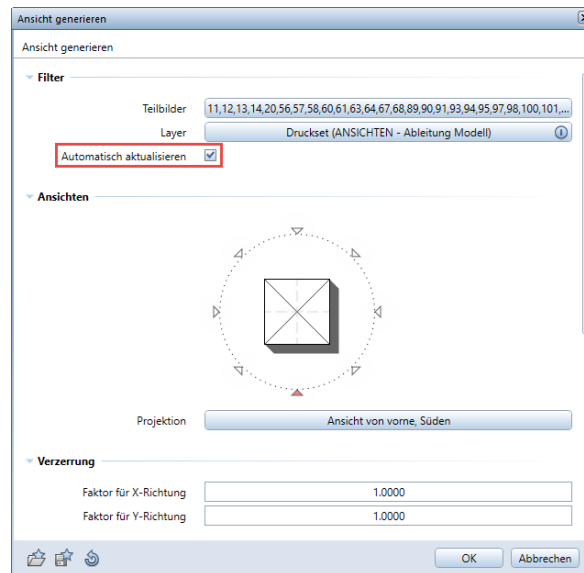 Ansicht generieren
Ansicht generieren
Filter
Teilbilder 11,12,13,14,20,56,57,58,60,61,63,64,67,68,89,90,91,93,94,95,97,98,100,101,...
Layer Druckset (ANSICHTEN - Ableitung Modell)
Automatisch aktualisieren
Ansichten
Projektion Ansicht von vorne, Süden
Verzerrung
Faktor für X-Richtung 1.0000
Faktor für Y-Richtung 1.0000
OK Abbrechen